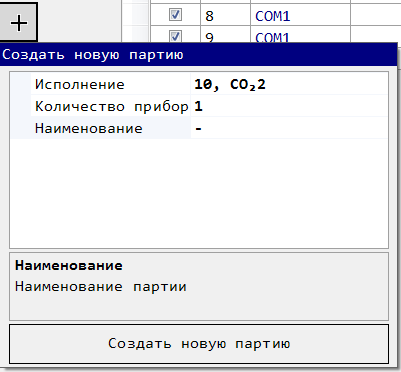 +
8 COM1
9 COM1
Создать новую партию
Исполнение 10, CO₂2
Количество прибор 1
Наименование -
Наименование
Наименование партии
Создать новую партию